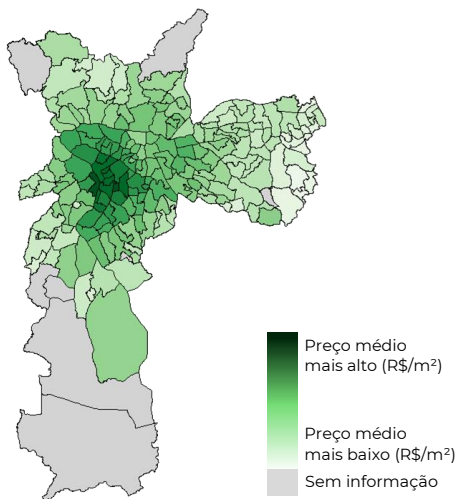 Preço médio
mais alto (R$/m²)
Preço médio
mais baixo (R$/m²)
Sem informação